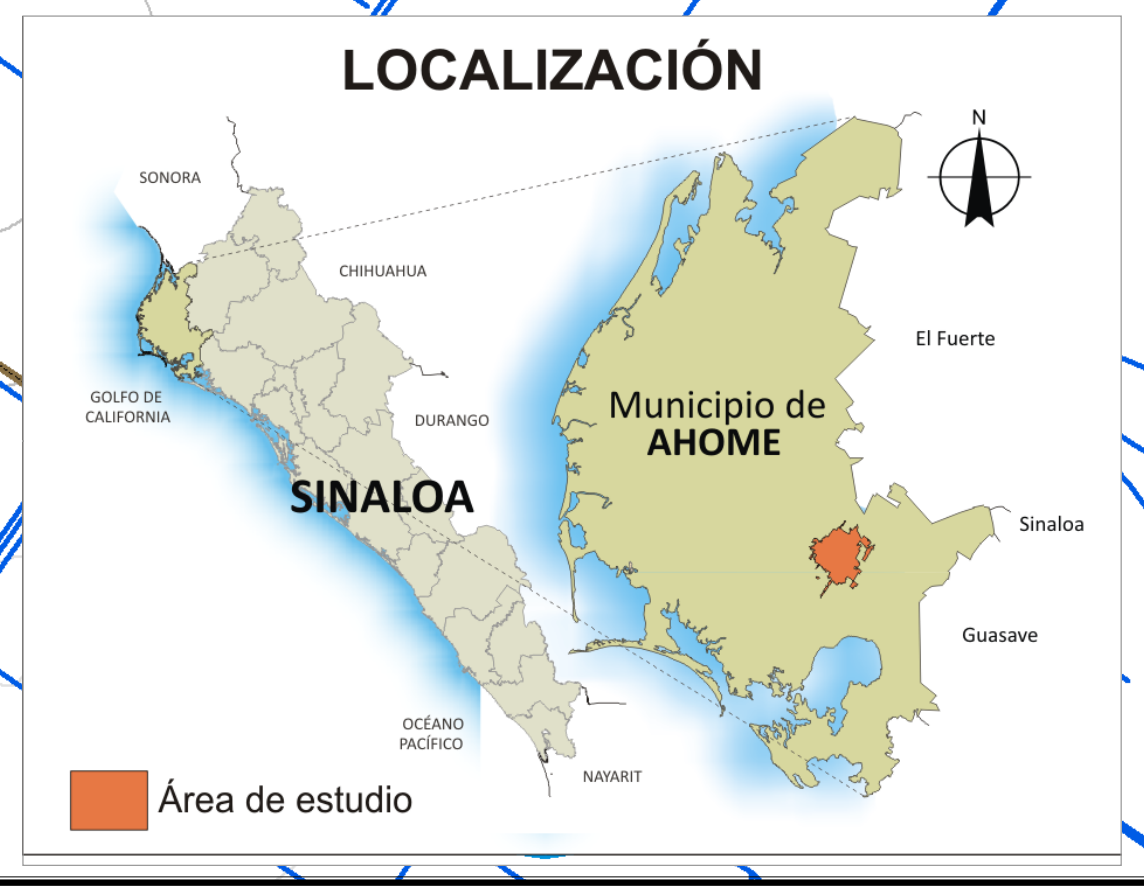 LOCALIZACIÓN
N
SONORA
CHIHUAHUA
El Fuerte
GOLFO DE
CALIFORNIA
DURANGO
Municipio de
AHOME
SINALOA
Sinaloa
Guasave
OCÉANO
PACÍFICO
NAYARIT
Área de estudio